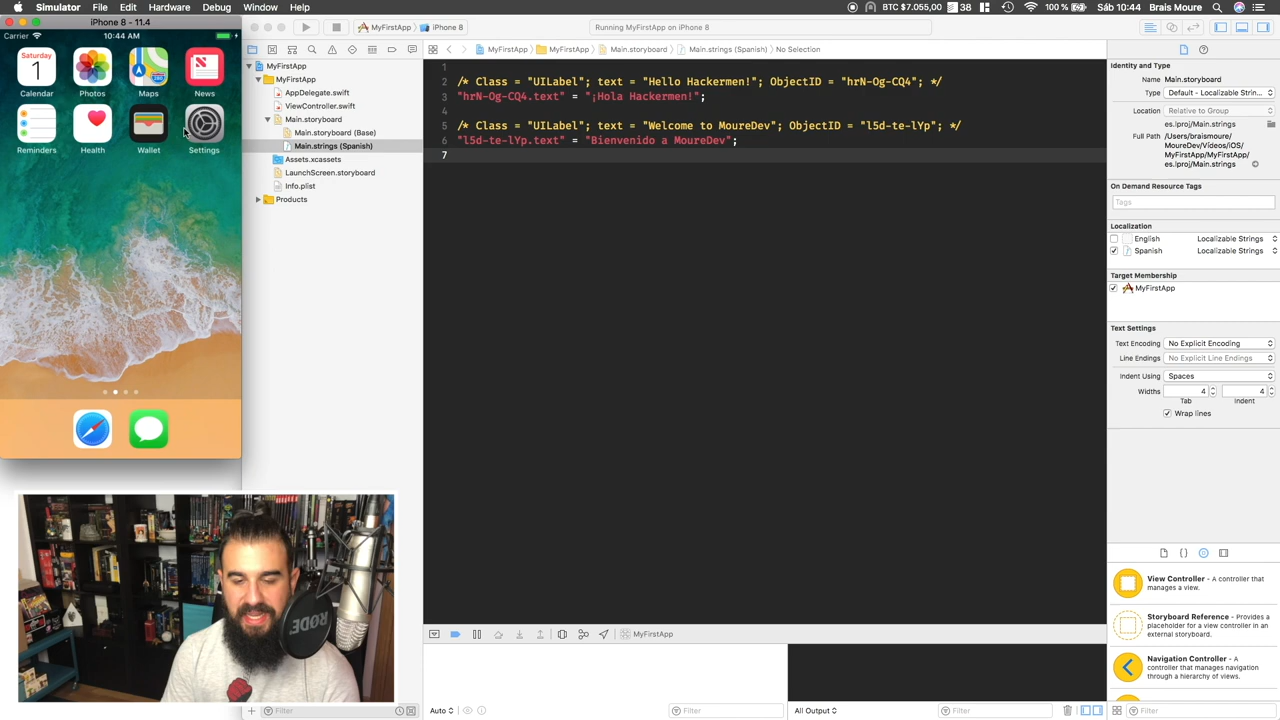 Simulator File Edit Hardware Debug Window Help
BTC $7.055,00
38
100%
iPhone 8 - 11.4
Carrier
10:44 AM
Saturday
1
Calendar Photos Maps News
Reminders Health Wallet Settings
MyFirstApp iPhone 8
Running MyFirstApp on iPhone 8
MyFirstApp MyFirstApp Main.storyboard Main.strings (Spanish) No Selection
MyFirstApp
MyFirstApp
AppDelegate.swift
ViewController.swift
Main.storyboard
Main.storyboard (Base)
Main.strings (Spanish)
Assets.xcassets
LaunchScreen.storyboard
Info.plist
Products
1
2 /* Class = "UILabel"; text = "Hello Hackermen!"; ObjectID = "hrN-Og-CQ4"; */
3 "hrN-Og-CQ4.text" = "¡Hola Hackermen!";
4
5 /* Class = "UILabel"; text = "Welcome to MoureDev"; ObjectID = "l5d-te-lYp"; */
6 "l5d-te-lYp.text" = "Bienvenido a MoureDev";
7
Identity and Type
Name Main.storyboard
Type Default - Localizable Strin...
Location Relative to Group
es.lproj/Main.strings
Full Path /Users/braismoure/
MoureDev/Vídeos/iOS/
MyFirstApp/MyFirstApp/
es.lproj/Main.strings
On Demand Resource Tags
Tags
Localization
English Localizable Strings
Spanish Localizable Strings
Target Membership
MyFirstApp
Text Settings
Text Encoding No Explicit Encoding
Line Endings No Explicit Line Endings
Indent Using Spaces
Widths 4 4
Tab Indent
Wrap lines
{ }
View Controller - A controller that
manages a view.
Storyboard Reference - Provides a
placeholder for a view controller in an
external storyboard.
Navigation Controller - A
controller that manages navigation
through a hierarchy of views.
MyFirstApp
RØDE
Filter
Auto
Filter
All Output
Filter
Filter